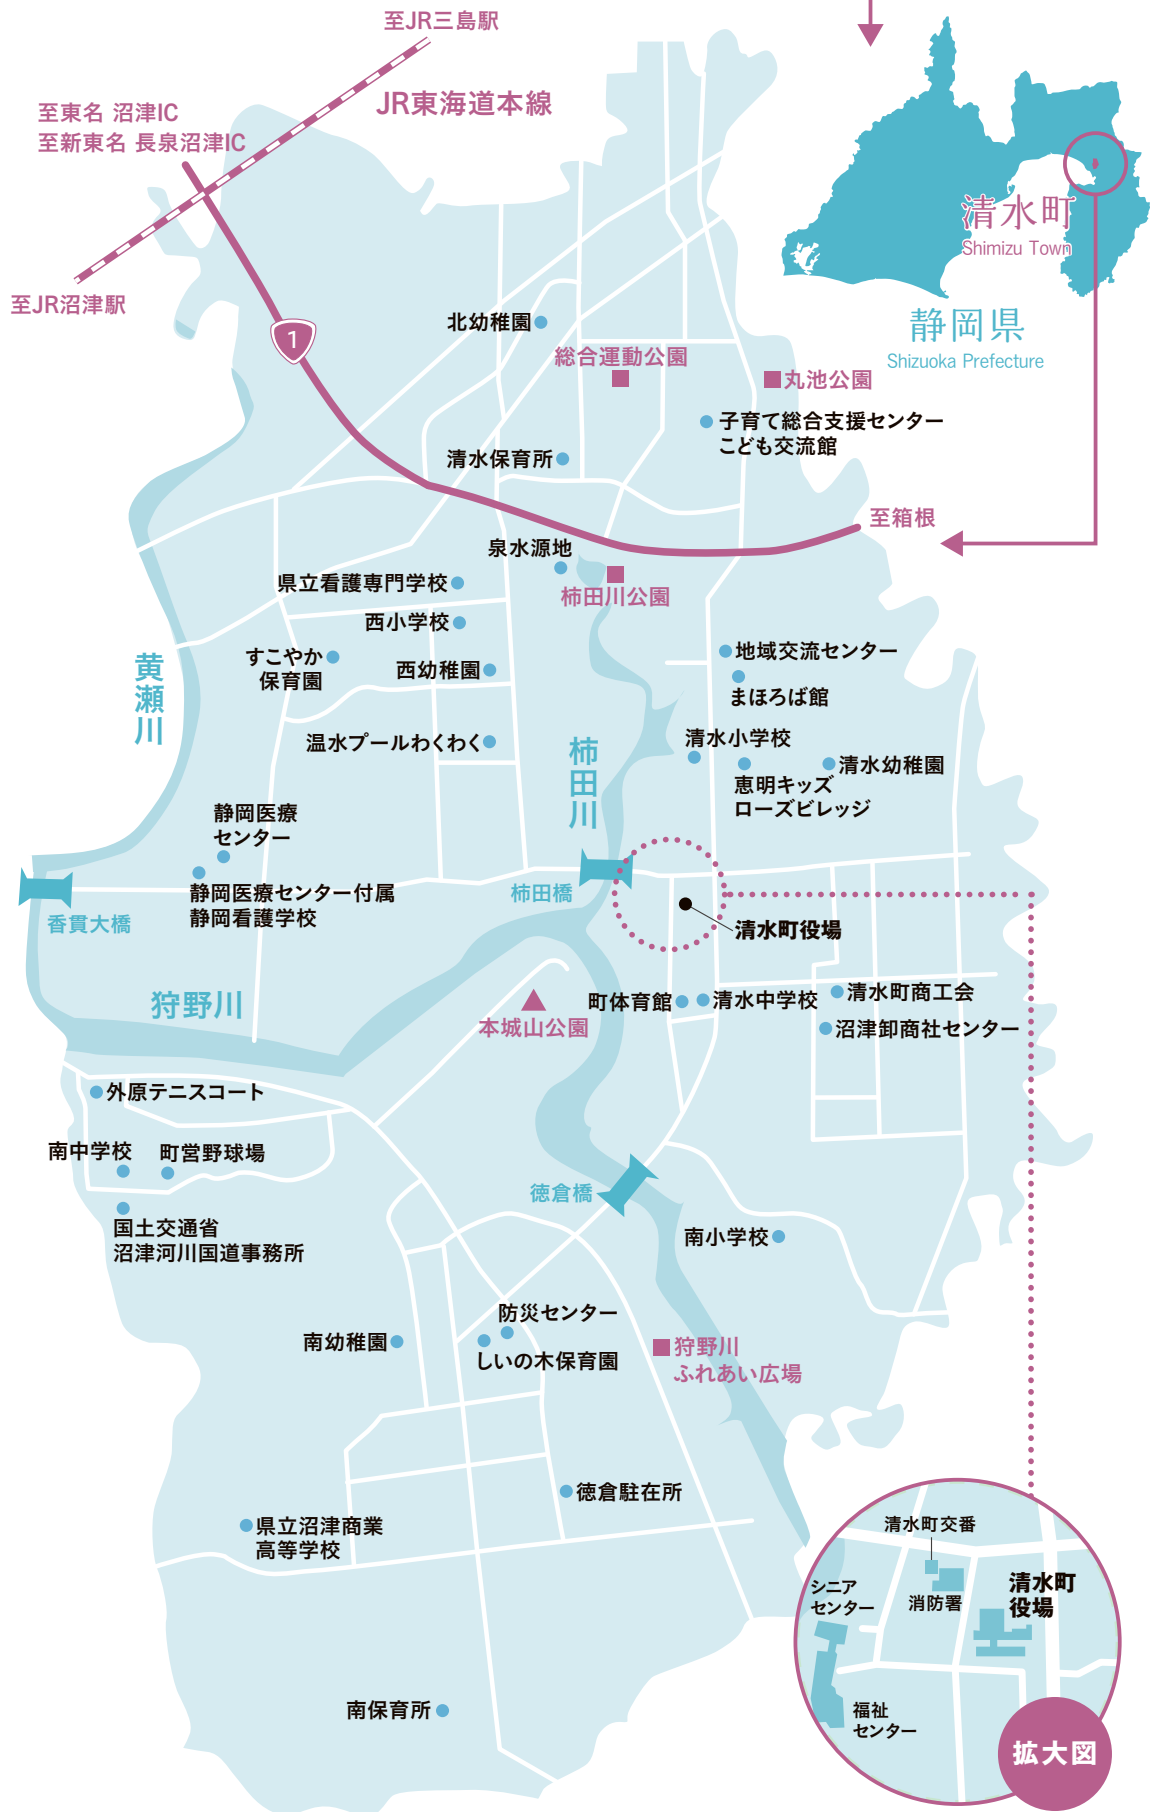 至JR三島駅
JR東海道本線
至東名 沼津IC
至新東名 長泉沼津IC
至JR沼津駅
1
清水町
Shimizu Town
静岡県
Shizuoka Prefecture
北幼稚園
総合運動公園
丸池公園
子育て総合支援センター
こども交流館
清水保育所
至箱根
泉水源地
県立看護専門学校
柿田川公園
西小学校
すこやか
保育園
西幼稚園
地域交流センター
まほろば館
黄瀬川
温水プールわくわく
柿田川
清水小学校
恵明キッズ
ローズビレッジ
清水幼稚園
静岡医療
センター
静岡医療センター付属
静岡看護学校
香貫大橋
柿田橋
清水町役場
狩野川
本城山公園
町体育館
清水中学校
清水町商工会
沼津卸商社センター
外原テニスコート
南中学校
町営野球場
国土交通省
沼津河川国道事務所
徳倉橋
南小学校
防災センター
南幼稚園
しいの木保育園
狩野川
ふれあい広場
徳倉駐在所
県立沼津商業
高等学校
南保育所
清水町交番
シニア
センター
消防署
清水町
役場
福祉
センター
拡大図